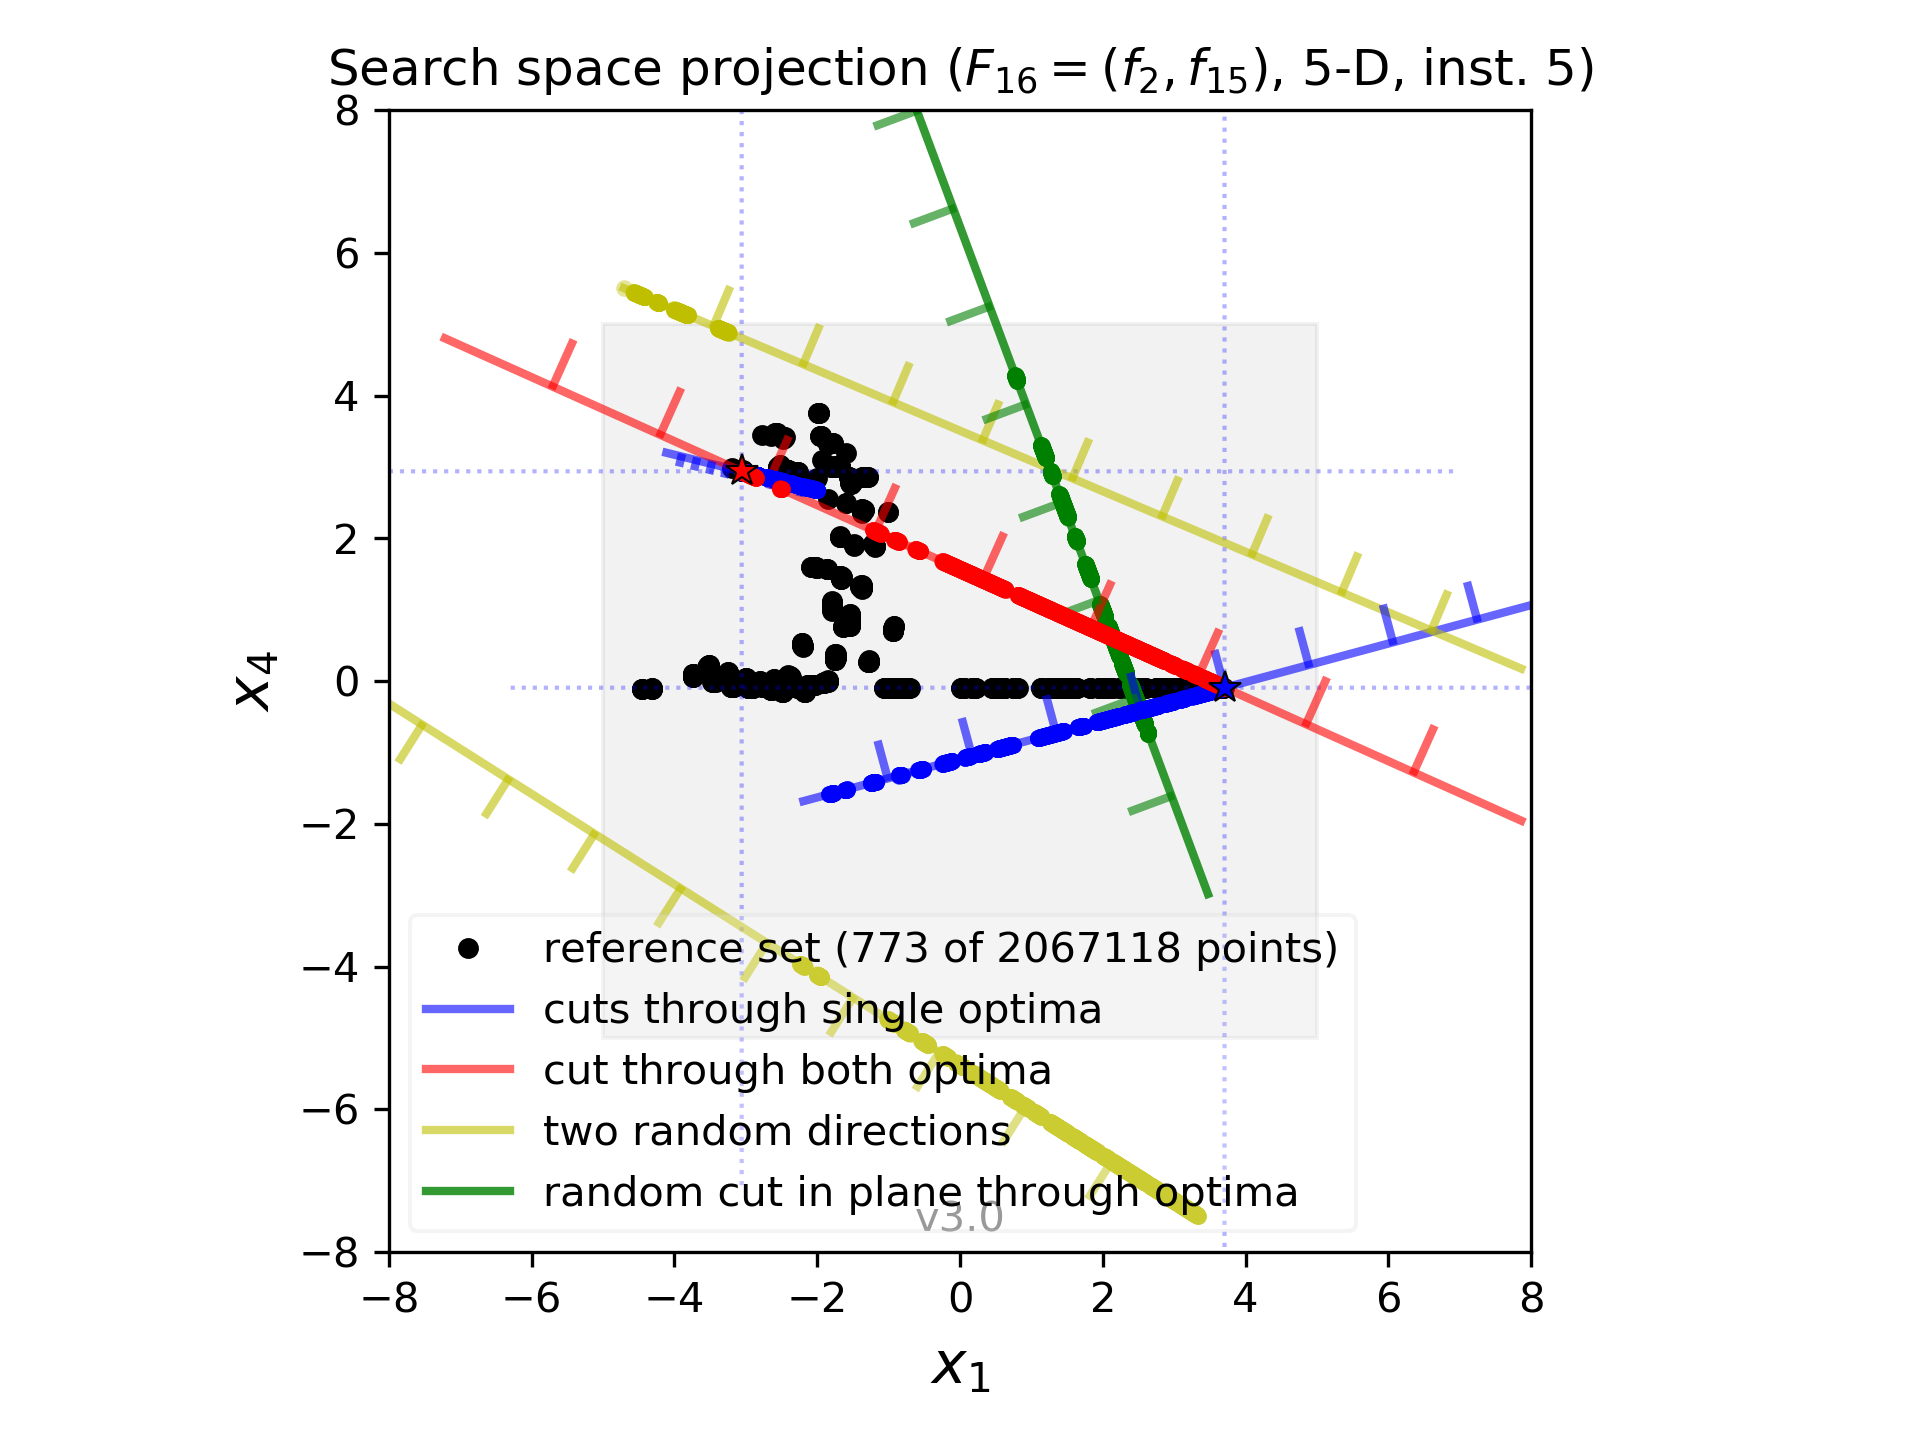 Search space projection (F₁₆ = (f₂, f₁₅), 5-D, inst. 5)
8
6
4
2
0
−2
−4
−6
−8
x₄
reference set (773 of 2067118 points)
cuts through single optima
cut through both optima
two random directions
random cut in plane through optima
v3.0
−8 −6 −4 −2 0 2 4 6 8
x₁